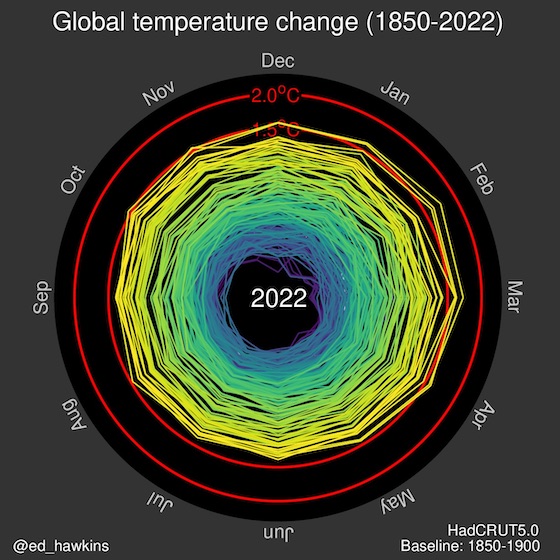 Global temperature change (1850-2022)
Dec
Nov
Jan
2.0°C
1.5°C
Oct
Feb
Sep
2022
Mar
Aug
Apr
Jul
May
Jun
HadCRUT5.0
@ed_hawkins
Baseline: 1850-1900